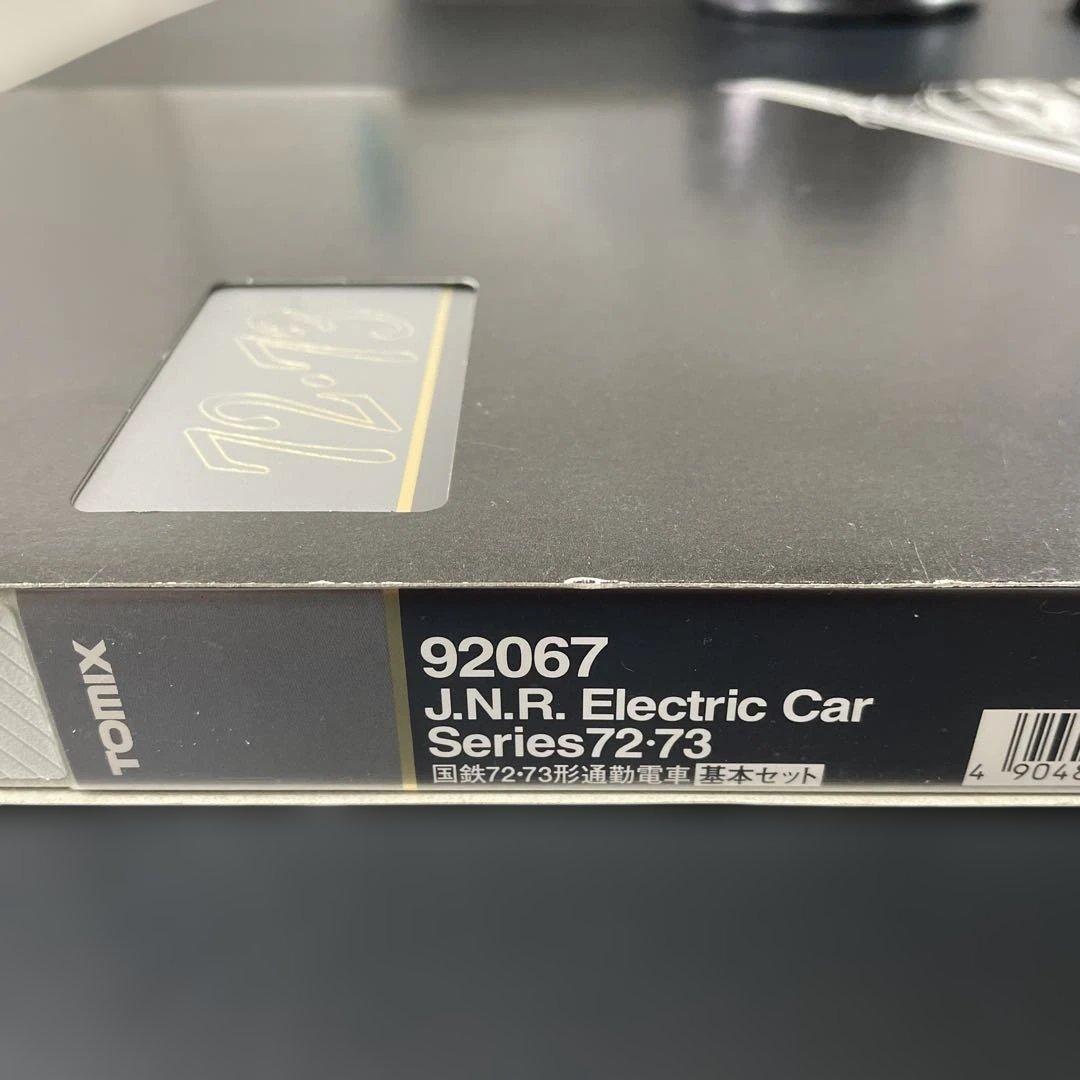 72・73
TOMIX
92067
J.N.R. Electric Car
Series72・73
国鉄72・73形通勤電車 基本セット
4 9048